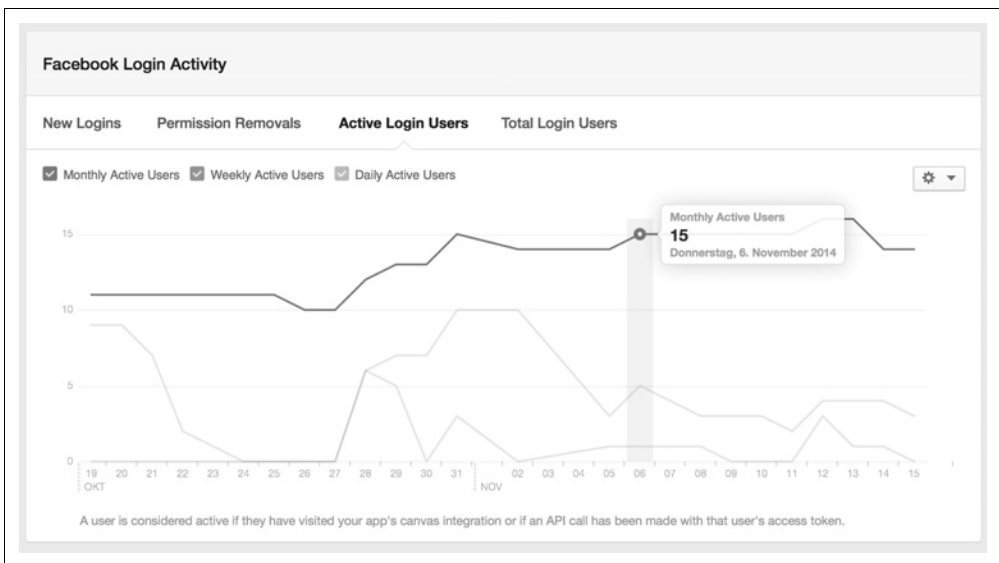 Facebook Login Activity
New Logins Permission Removals Active Login Users Total Login Users
Monthly Active Users Weekly Active Users Daily Active Users
Monthly Active Users
15
Donnerstag, 6. November 2014
15
10
5
0
19 20 21 22 23 24 25 26 27 28 29 30 31 02 03 04 05 06 07 08 09 10 11 12 13 14 15
OKT NOV
A user is considered active if they have visited your app's canvas integration or if an API call has been made with that user's access token.